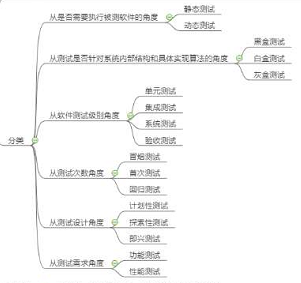 分类
从是否需要执行被测软件的角度
静态测试
动态测试
从测试是否针对系统内部结构和具体实现算法的角度
黑盒测试
白盒测试
灰盒测试
从软件测试级别角度
单元测试
集成测试
系统测试
验收测试
从测试次数角度
冒烟测试
首次测试
回归测试
从测试设计角度
计划性测试
探索性测试
即兴测试
从测试需求角度
功能测试
性能测试